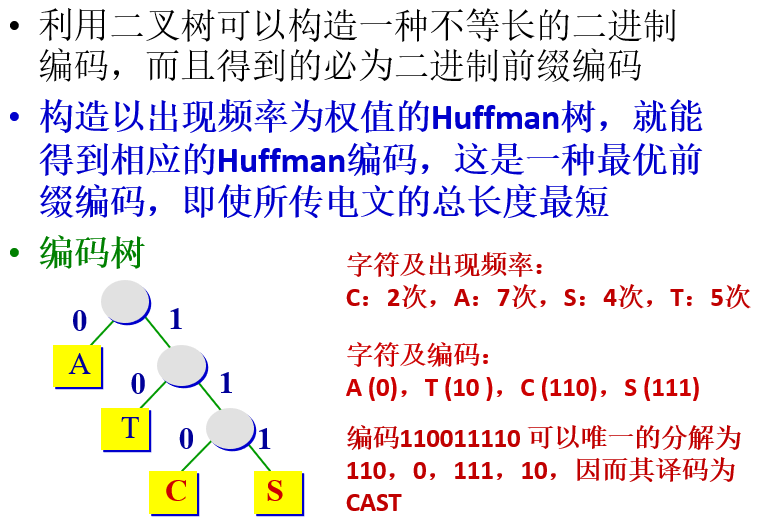 • 利用二叉树可以构造一种不等长的二进制
编码，而且得到的必为二进制前缀编码
• 构造以出现频率为权值的Huffman树，就能
得到相应的Huffman编码，这是一种最优前
缀编码，即使所传电文的总长度最短
• 编码树
0
1
A
0
1
T
0
1
C
S
字符及出现频率：
C：2次，A：7次，S：4次，T：5次
字符及编码：
A (0)，T (10 )，C (110)，S (111)
编码110011110 可以唯一的分解为
110，0，111，10，因而其译码为
CAST